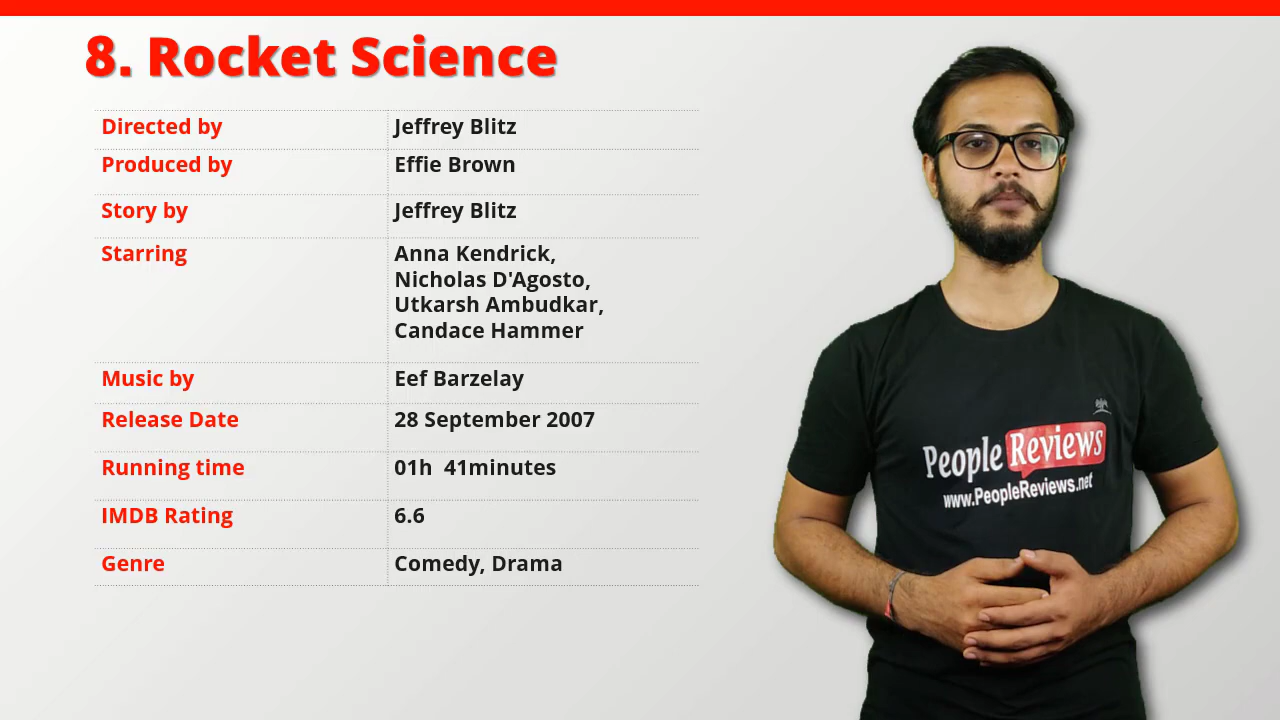 8. Rocket Science
Directed by Jeffrey Blitz
Produced by Effie Brown
Story by Jeffrey Blitz
Starring Anna Kendrick,
Nicholas D'Agosto,
Utkarsh Ambudkar,
Candace Hammer
Music by Eef Barzelay
Release Date 28 September 2007
Running time 01h 41minutes
IMDB Rating 6.6
Genre Comedy, Drama
People Reviews
www.PeopleReviews.net